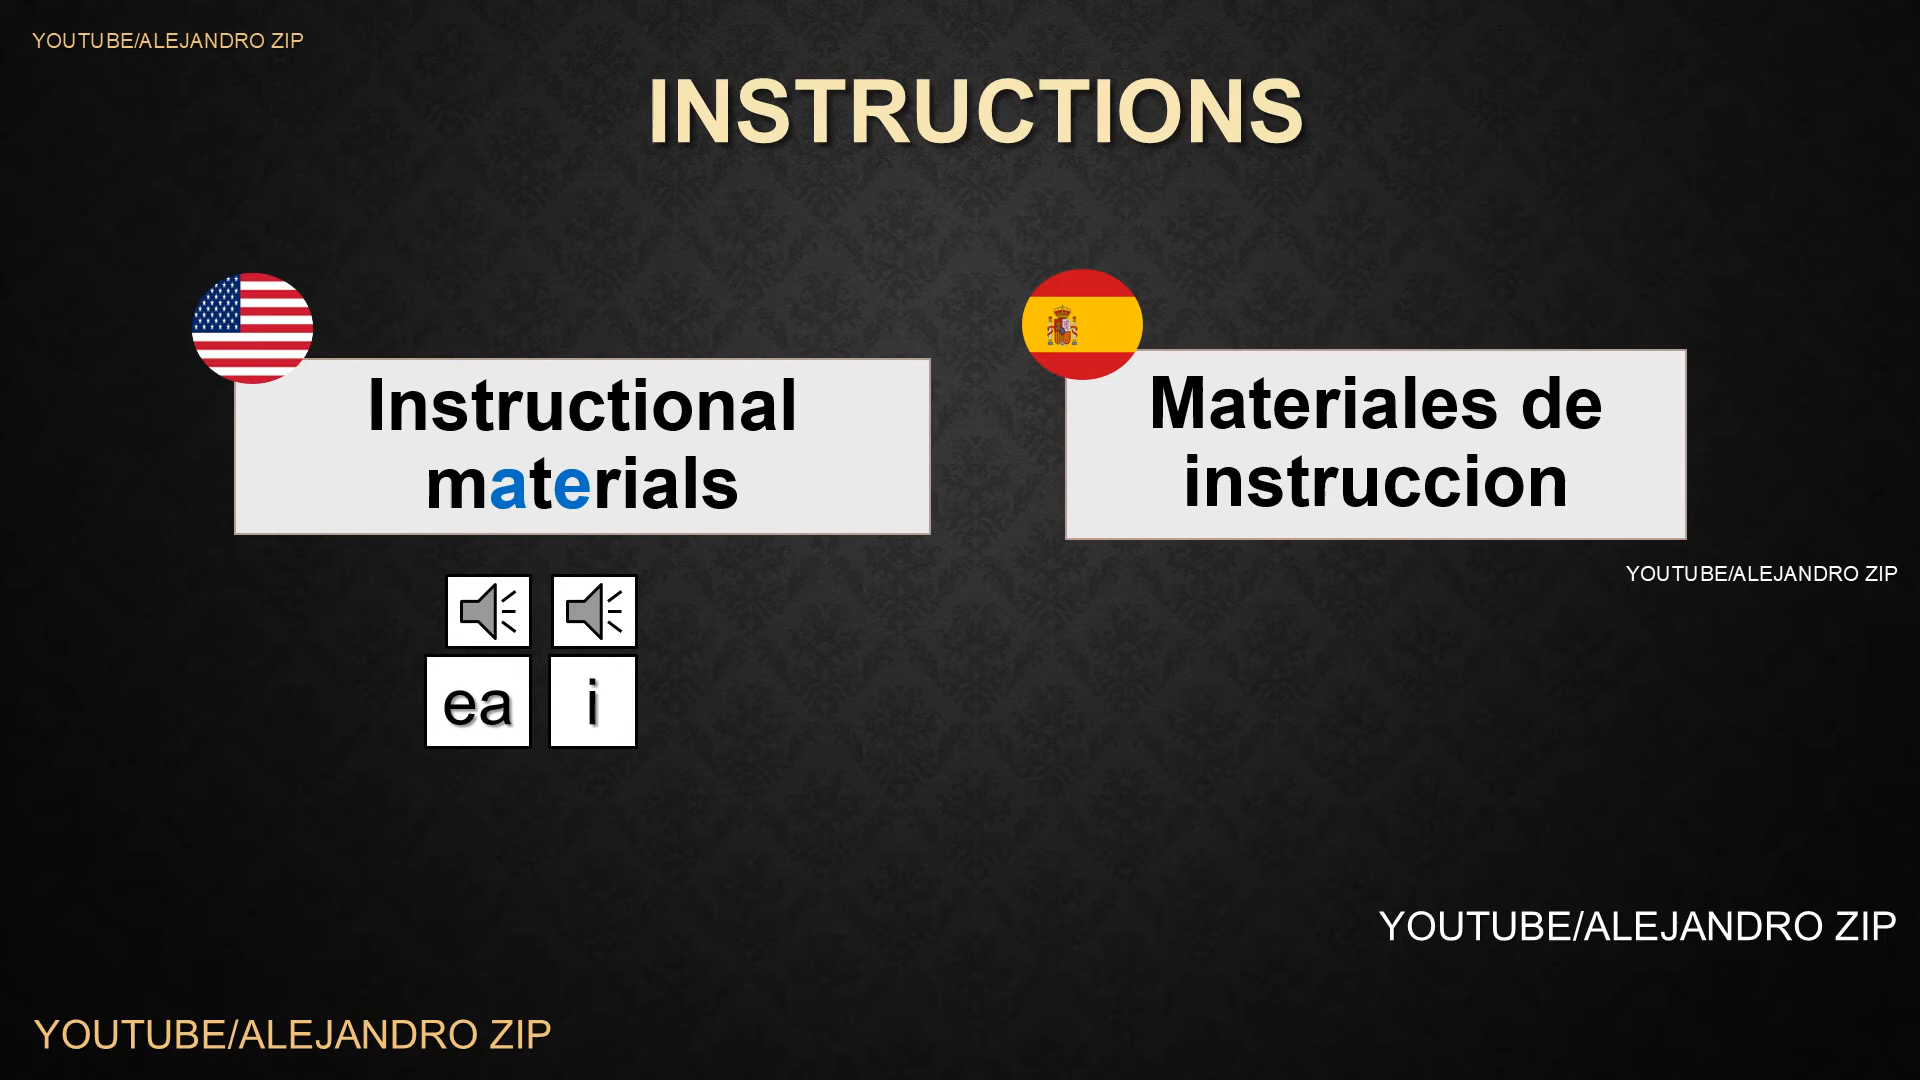 YOUTUBE/ALEJANDRO ZIP
INSTRUCTIONS
Instructional
materials
Materiales de
instruccion
YOUTUBE/ALEJANDRO ZIP
ea
i
YOUTUBE/ALEJANDRO ZIP
YOUTUBE/ALEJANDRO ZIP